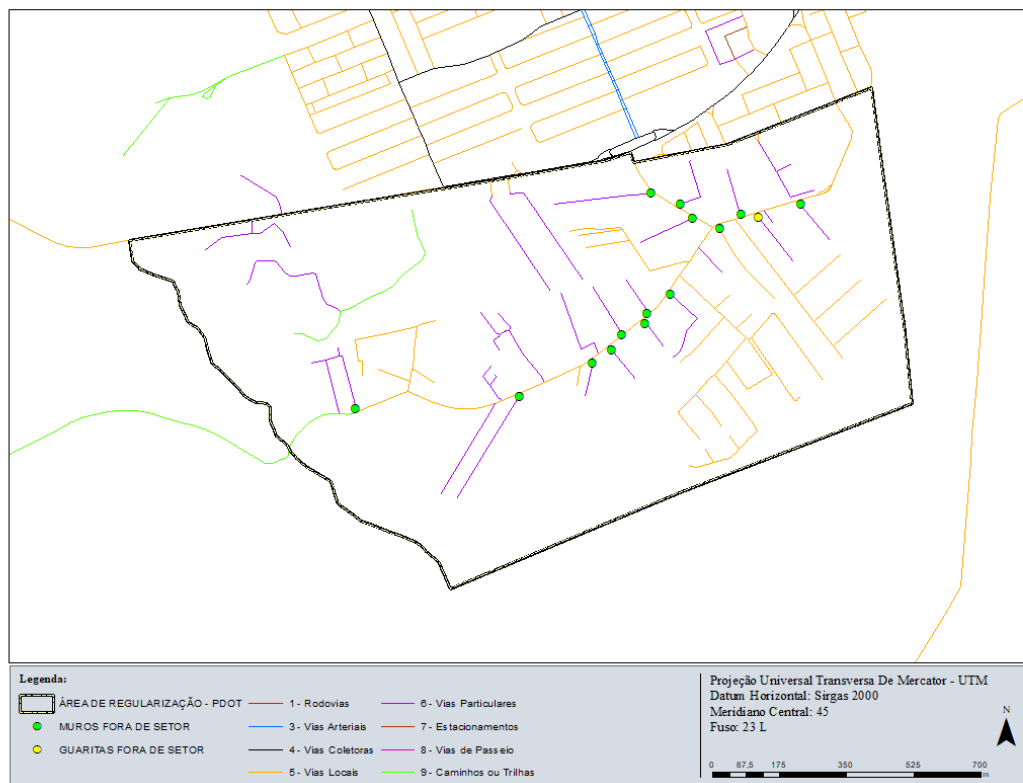 Legenda:
ÁREA DE REGULARIZAÇÃO - PDOT
MUROS FORA DE SETOR
GUARITAS FORA DE SETOR
1 - Rodovias
3 - Vias Arteriais
4 - Vias Coletoras
5 - Vias Locais
6 - Vias Particulares
7 - Estacionamentos
8 - Vias de Passeio
9 - Caminhos ou Trilhas
Projeção Universal Transversa De Mercator - UTM
Datum Horizontal: Sirgas 2000
Meridiano Central: 45
Fuso: 23 L
N
0 87,5 175 350 525 700
m